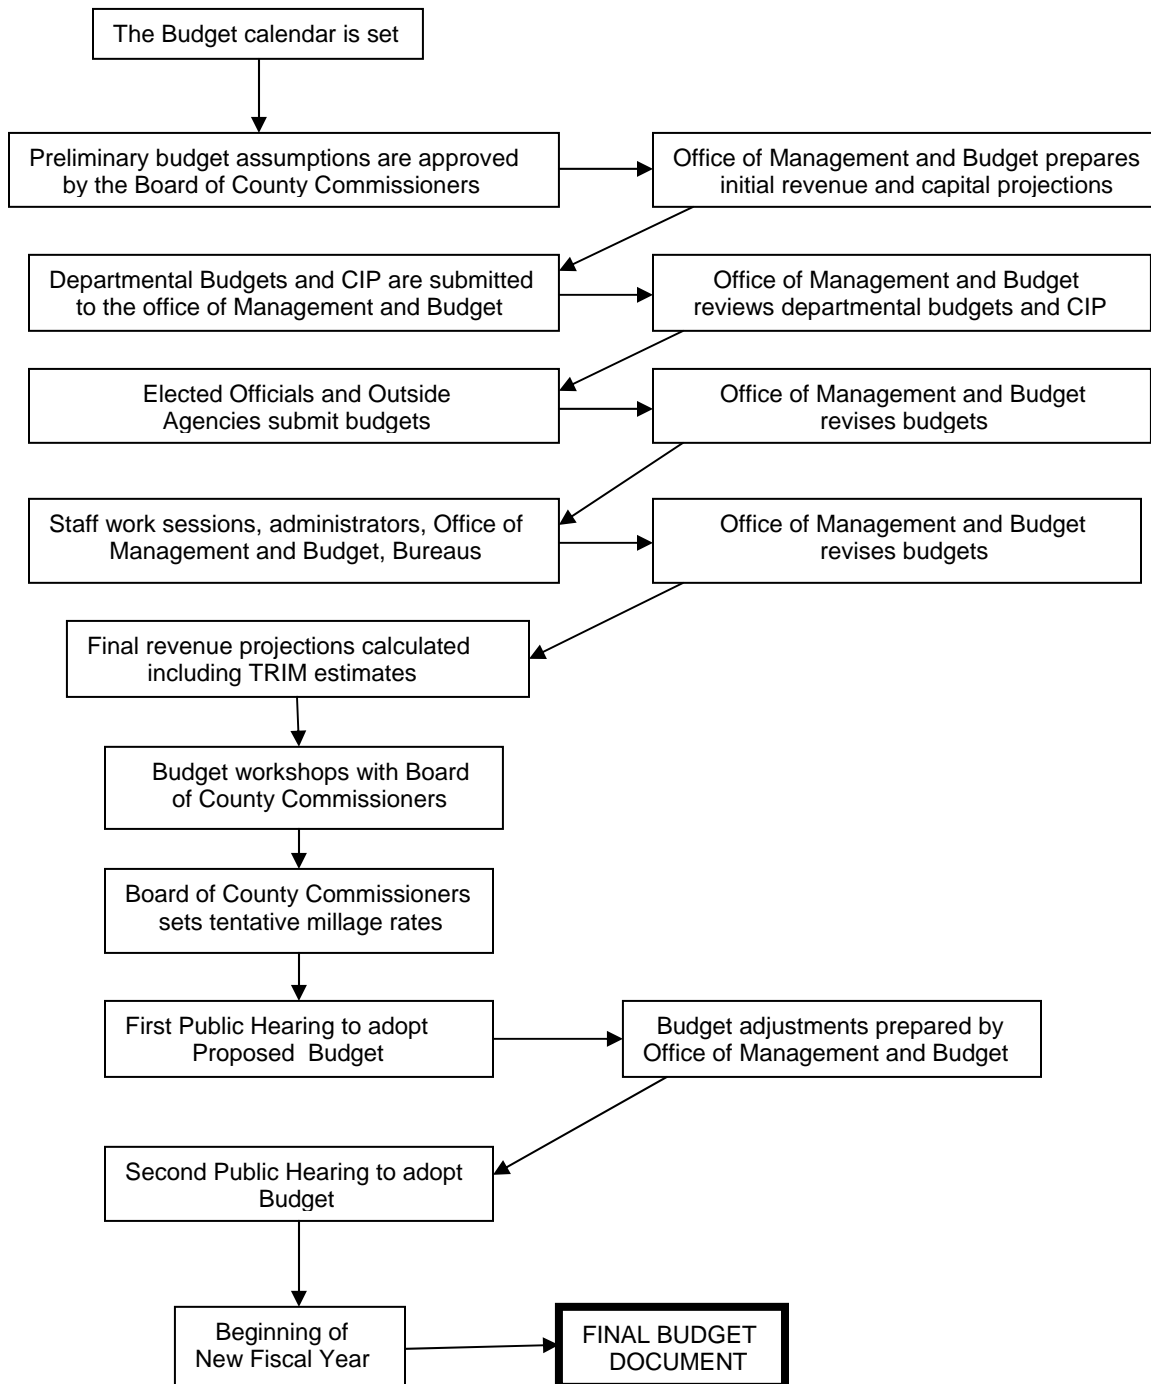 The Budget calendar is set
Preliminary budget assumptions are approved
by the Board of County Commissioners
Office of Management and Budget prepares
initial revenue and capital projections
Departmental Budgets and CIP are submitted
to the office of Management and Budget
Office of Management and Budget
reviews departmental budgets and CIP
Elected Officials and Outside
Agencies submit budgets
Office of Management and Budget
revises budgets
Staff work sessions, administrators, Office of
Management and Budget, Bureaus
Office of Management and Budget
revises budgets
Final revenue projections calculated
including TRIM estimates
Budget workshops with Board
of County Commissioners
Board of County Commissioners
sets tentative millage rates
First Public Hearing to adopt
Proposed  Budget
Budget adjustments prepared by
Office of Management and Budget
Second Public Hearing to adopt
Budget
Beginning of
New Fiscal Year
FINAL BUDGET
DOCUMENT